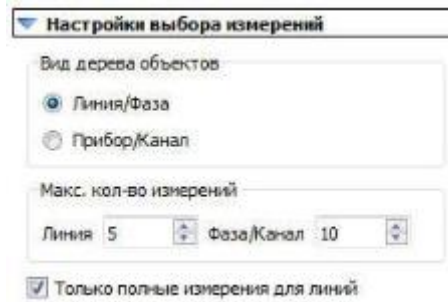 Настройки выбора измерений
Вид дерева объектов
Линия/Фаза
Прибор/Канал
Макс. кол-во измерений
Линия 5 Фаза/Канал 10
Только полные измерения для линий